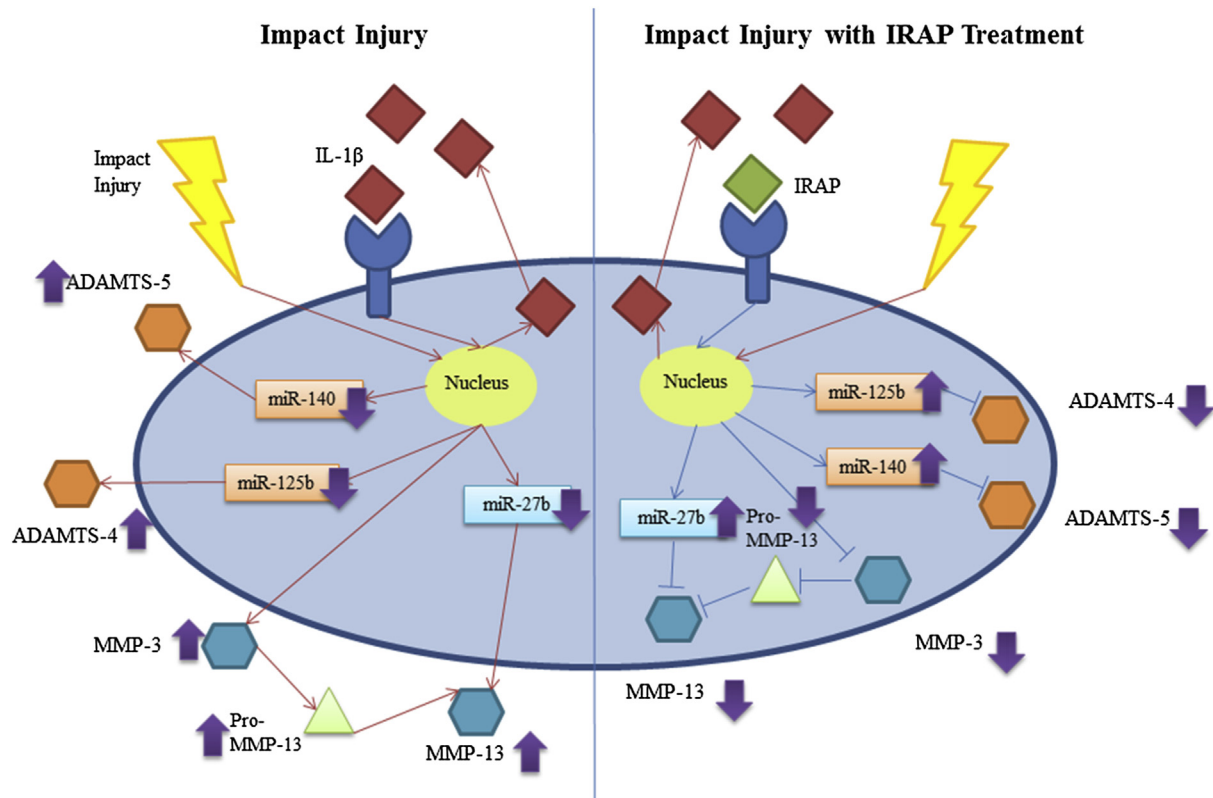 Impact Injury
Impact Injury with IRAP Treatment
Impact
Injury
IL-1β
IRAP
ADAMTS-5
Nucleus
miR-140
miR-125b
miR-27b
ADAMTS-4
MMP-3
Pro-
MMP-13
MMP-13
Nucleus
miR-125b
ADAMTS-4
miR-140
miR-27b
Pro-
MMP-13
ADAMTS-5
MMP-3
MMP-13